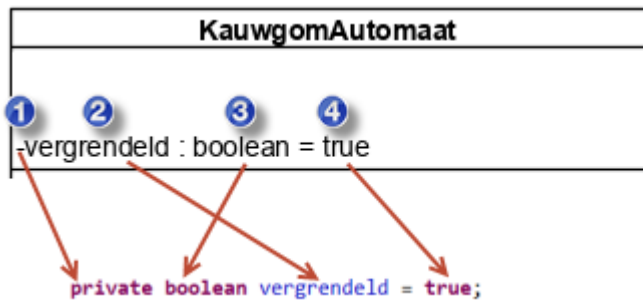 KauwgomAutomaat
1 2 3 4
-vergrendeld : boolean = true
private boolean vergrendeld = true;